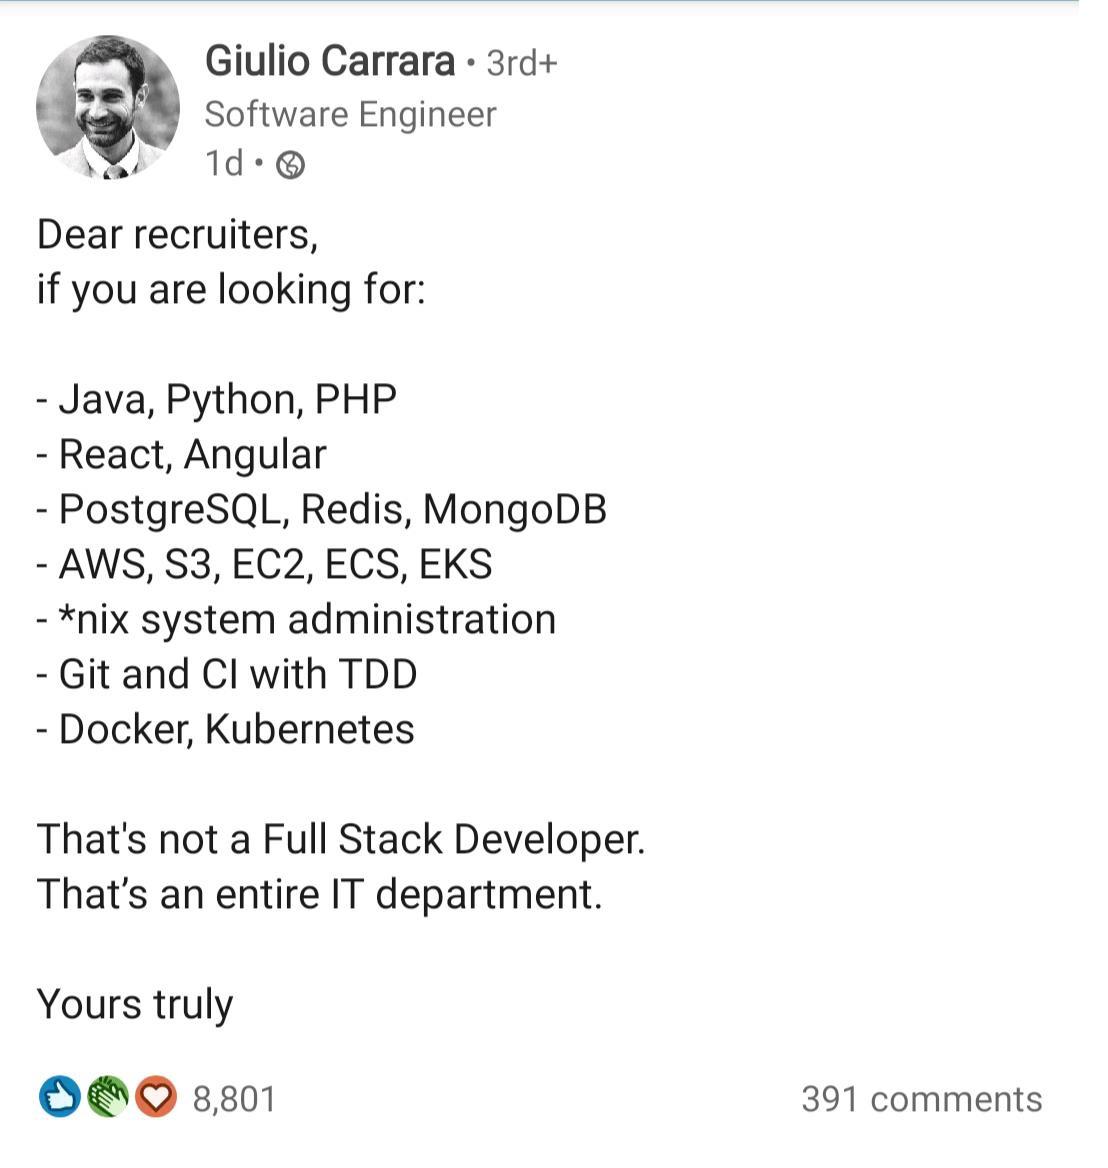 Giulio Carrara • 3rd+
Software Engineer
1d •
Dear recruiters,
if you are looking for:
- Java, Python, PHP
- React, Angular
- PostgreSQL, Redis, MongoDB
- AWS, S3, EC2, ECS, EKS
- *nix system administration
- Git and CI with TDD
- Docker, Kubernetes
That's not a Full Stack Developer.
That’s an entire IT department.
Yours truly
8,801 391 comments